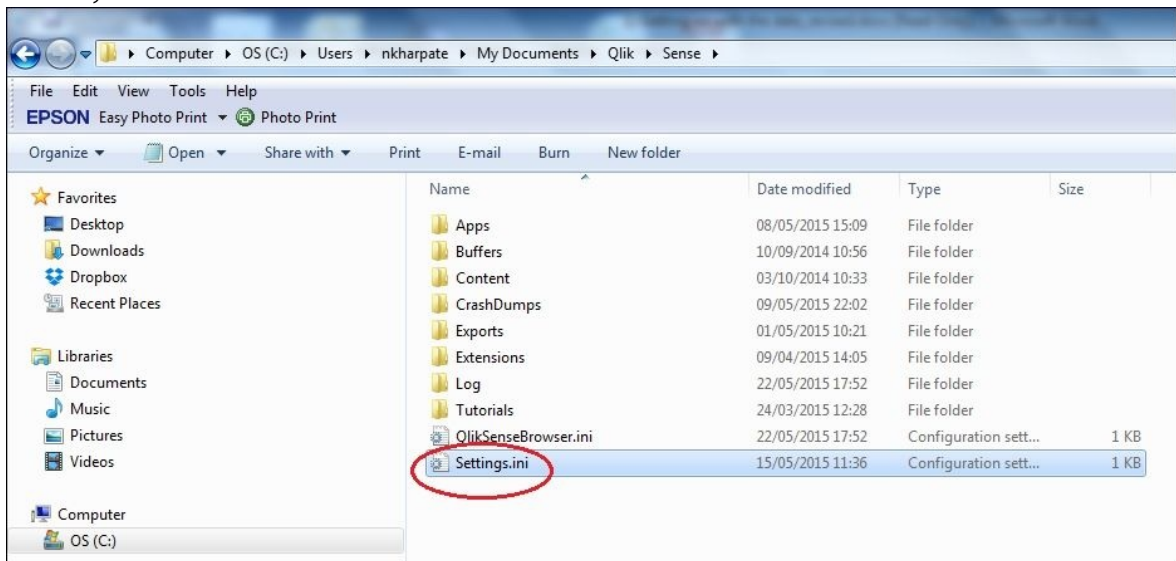 Computer ▸ OS (C:) ▸ Users ▸ nkharpate ▸ My Documents ▸ Qlik ▸ Sense ▸
File Edit View Tools Help
EPSON Easy Photo Print Photo Print
Organize Open Share with Print E-mail Burn New folder
Favorites
Desktop
Downloads
Dropbox
Recent Places
Libraries
Documents
Music
Pictures
Videos
Computer
OS (C:)
Name Date modified Type Size
Apps 08/05/2015 15:09 File folder
Buffers 10/09/2014 10:56 File folder
Content 03/10/2014 10:33 File folder
CrashDumps 09/05/2015 22:02 File folder
Exports 01/05/2015 10:21 File folder
Extensions 09/04/2015 14:05 File folder
Log 22/05/2015 17:52 File folder
Tutorials 24/03/2015 12:28 File folder
QlikSenseBrowser.ini 22/05/2015 17:52 Configuration sett... 1 KB
Settings.ini 15/05/2015 11:36 Configuration sett... 1 KB